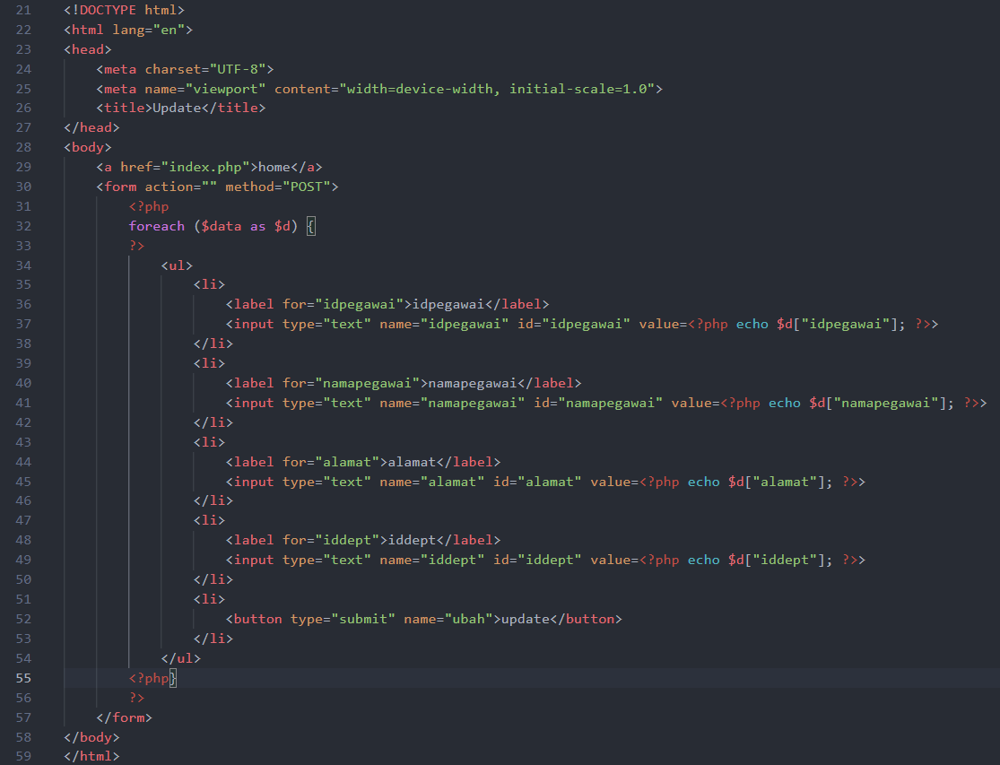 21 <!DOCTYPE html>
22 <html lang="en">
23 <head>
24     <meta charset="UTF-8">
25     <meta name="viewport" content="width=device-width, initial-scale=1.0">
26     <title>Update</title>
27 </head>
28 <body>
29     <a href="index.php">home</a>
30     <form action="" method="POST">
31         <?php
32         foreach ($data as $d) {
33         ?>
34             <ul>
35                 <li>
36                     <label for="idpegawai">idpegawai</label>
37                     <input type="text" name="idpegawai" id="idpegawai" value=<?php echo $d["idpegawai"]; ?>>
38                 </li>
39                 <li>
40                     <label for="namapegawai">namapegawai</label>
41                     <input type="text" name="namapegawai" id="namapegawai" value=<?php echo $d["namapegawai"]; ?>>
42                 </li>
43                 <li>
44                     <label for="alamat">alamat</label>
45                     <input type="text" name="alamat" id="alamat" value=<?php echo $d["alamat"]; ?>>
46                 </li>
47                 <li>
48                     <label for="iddept">iddept</label>
49                     <input type="text" name="iddept" id="iddept" value=<?php echo $d["iddept"]; ?>>
50                 </li>
51                 <li>
52                     <button type="submit" name="ubah">update</button>
53                 </li>
54             </ul>
55         <?php}
56         ?>
57     </form>
58 </body>
59 </html>